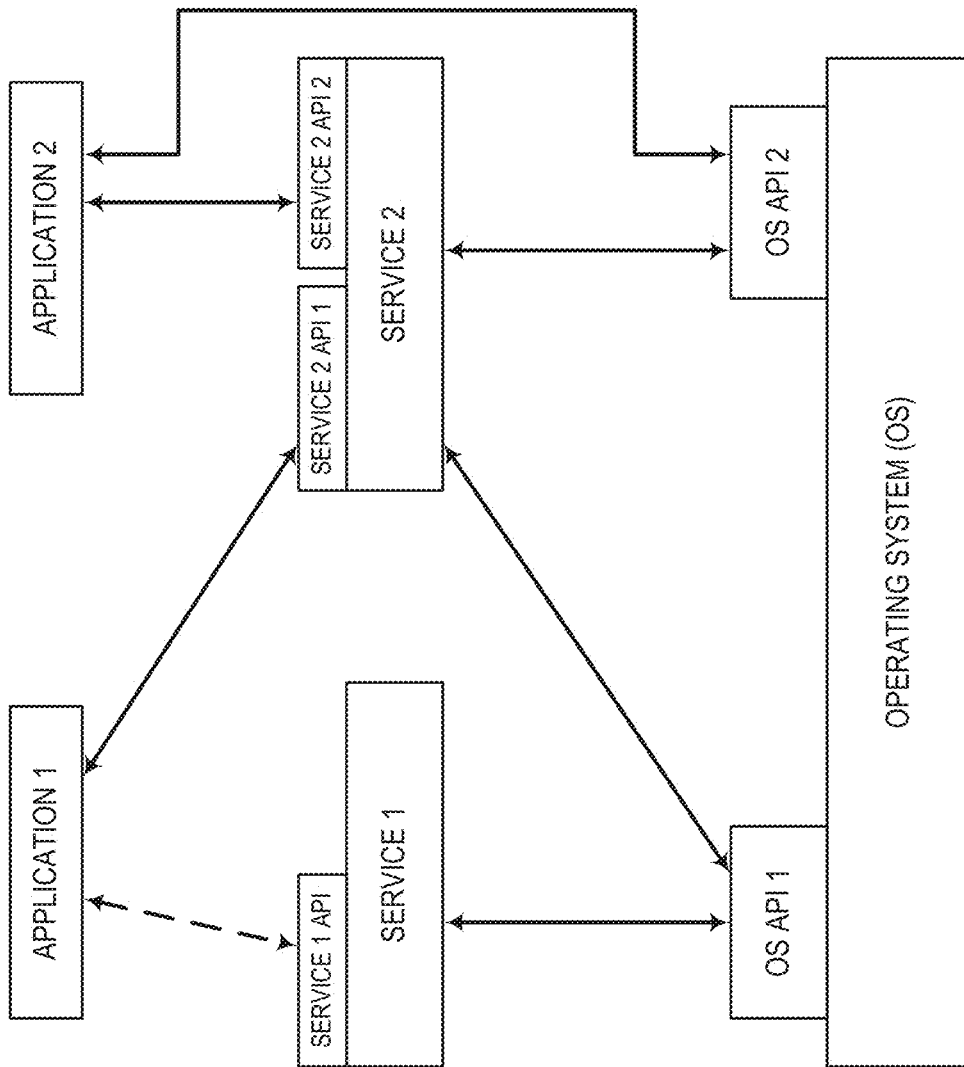 APPLICATION 1
APPLICATION 2
SERVICE 1 API
SERVICE 2 API 1
SERVICE 2 API 2
SERVICE 1
SERVICE 2
OS API 1
OS API 2
OPERATING SYSTEM (OS)